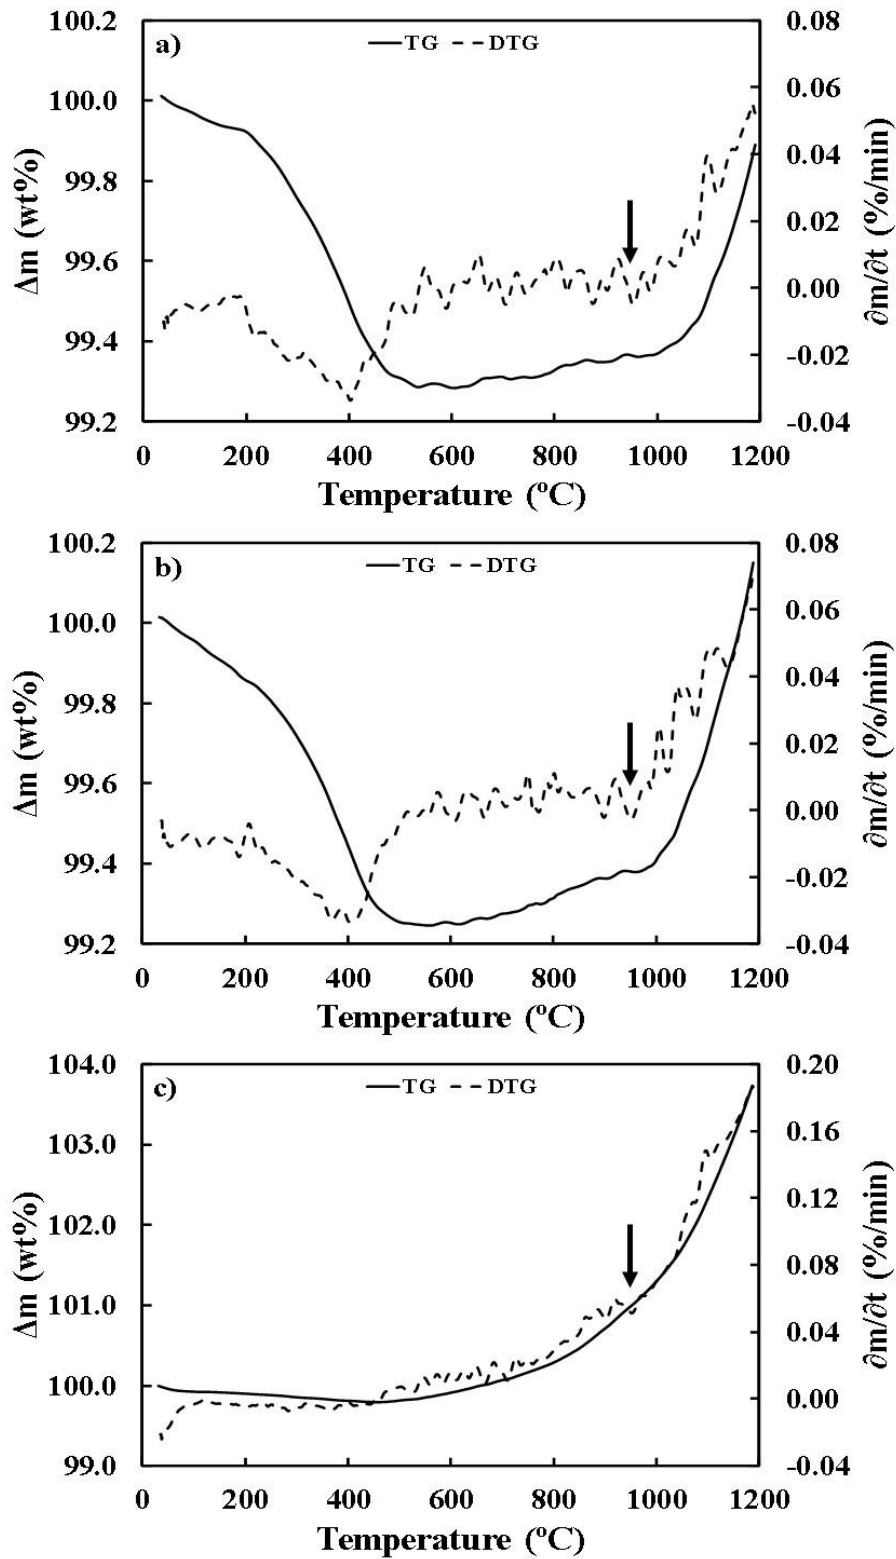 100.2
100.0
99.8
99.6
99.4
99.2
Δm (wt%)
a)
TG DTG
0.08
0.06
0.04
0.02
0.00
-0.02
-0.04
∂m/∂t (%/min)
0 200 400 600 800 1000 1200
Temperature (ºC)
100.2
100.0
99.8
99.6
99.4
99.2
Δm (wt%)
b)
TG DTG
0.08
0.06
0.04
0.02
0.00
-0.02
-0.04
∂m/∂t (%/min)
0 200 400 600 800 1000 1200
Temperature (ºC)
104.0
103.0
102.0
101.0
100.0
99.0
Δm (wt%)
c)
TG DTG
0.20
0.16
0.12
0.08
0.04
0.00
-0.04
∂m/∂t (%/min)
0 200 400 600 800 1000 1200
Temperature (ºC)